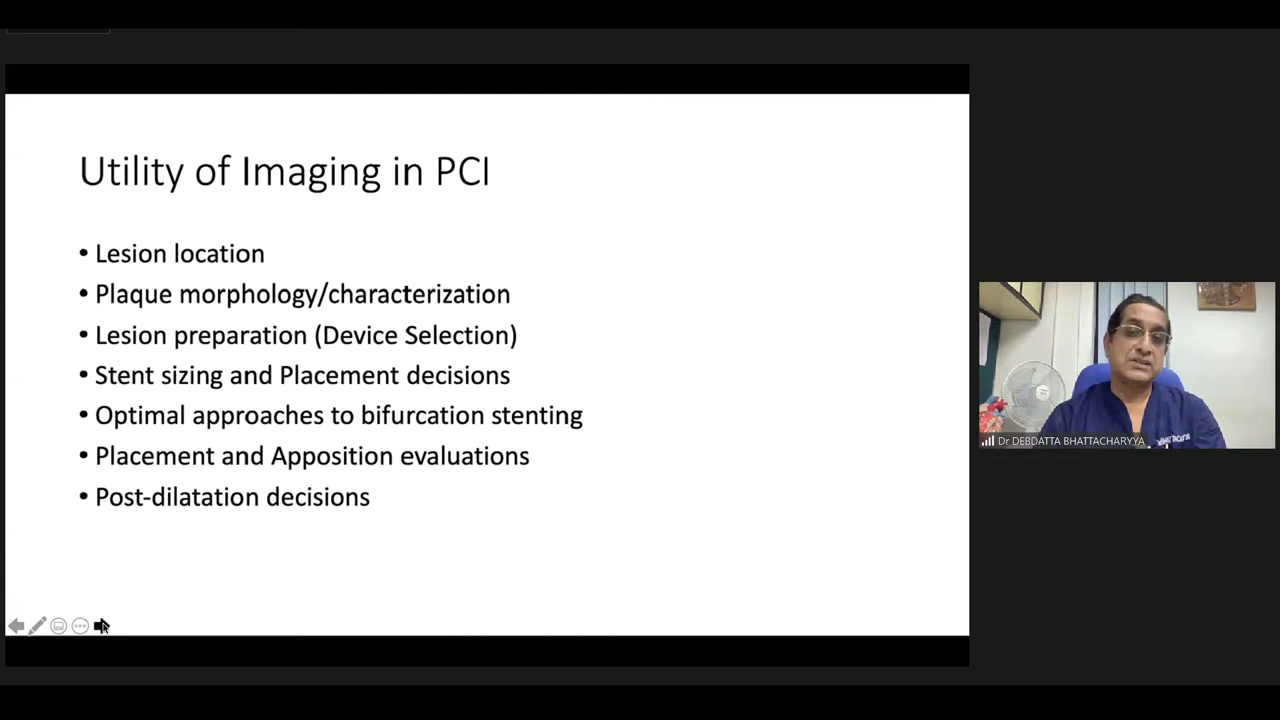 Utility of Imaging in PCI
• Lesion location
• Plaque morphology/characterization
• Lesion preparation (Device Selection)
• Stent sizing and Placement decisions
• Optimal approaches to bifurcation stenting
• Placement and Apposition evaluations
• Post-dilatation decisions
Dr DEBDATTA BHATTACHARYYA